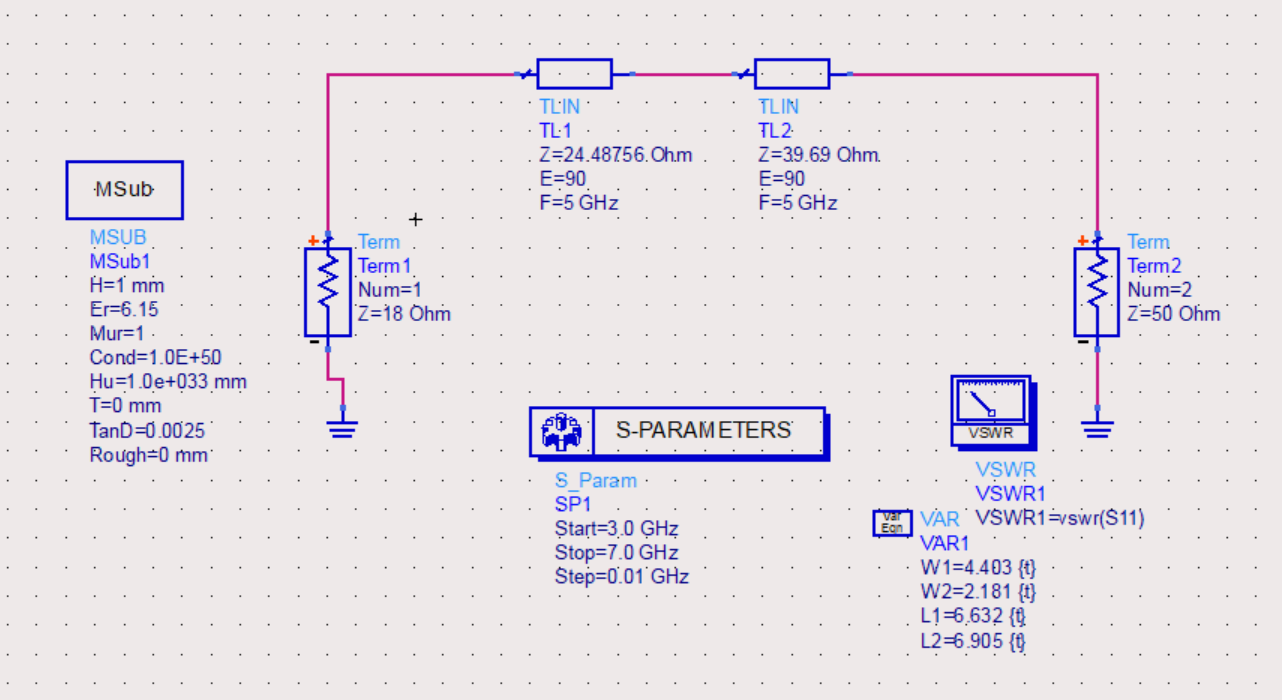 TLIN
TL1
Z=24.48756 Ohm
E=90
F=5 GHz
TLIN
TL2
Z=39.69 Ohm
E=90
F=5 GHz
MSub
MSUB
MSub1
H=1 mm
Er=6.15
Mur=1
Cond=1.0E+50
Hu=1.0e+033 mm
T=0 mm
TanD=0.0025
Rough=0 mm
+
Term
Term1
Num=1
Z=18 Ohm
-
+
Term
Term2
Num=2
Z=50 Ohm
-
S-PARAMETERS
S_Param
SP1
Start=3.0 GHz
Stop=7.0 GHz
Step=0.01 GHz
VSWR
VSWR
VSWR1
VSWR1=vswr(S11)
Var
Eqn
VAR
VAR1
W1=4.403 {t}
W2=2.181 {t}
L1=6.632 {t}
L2=6.905 {t}